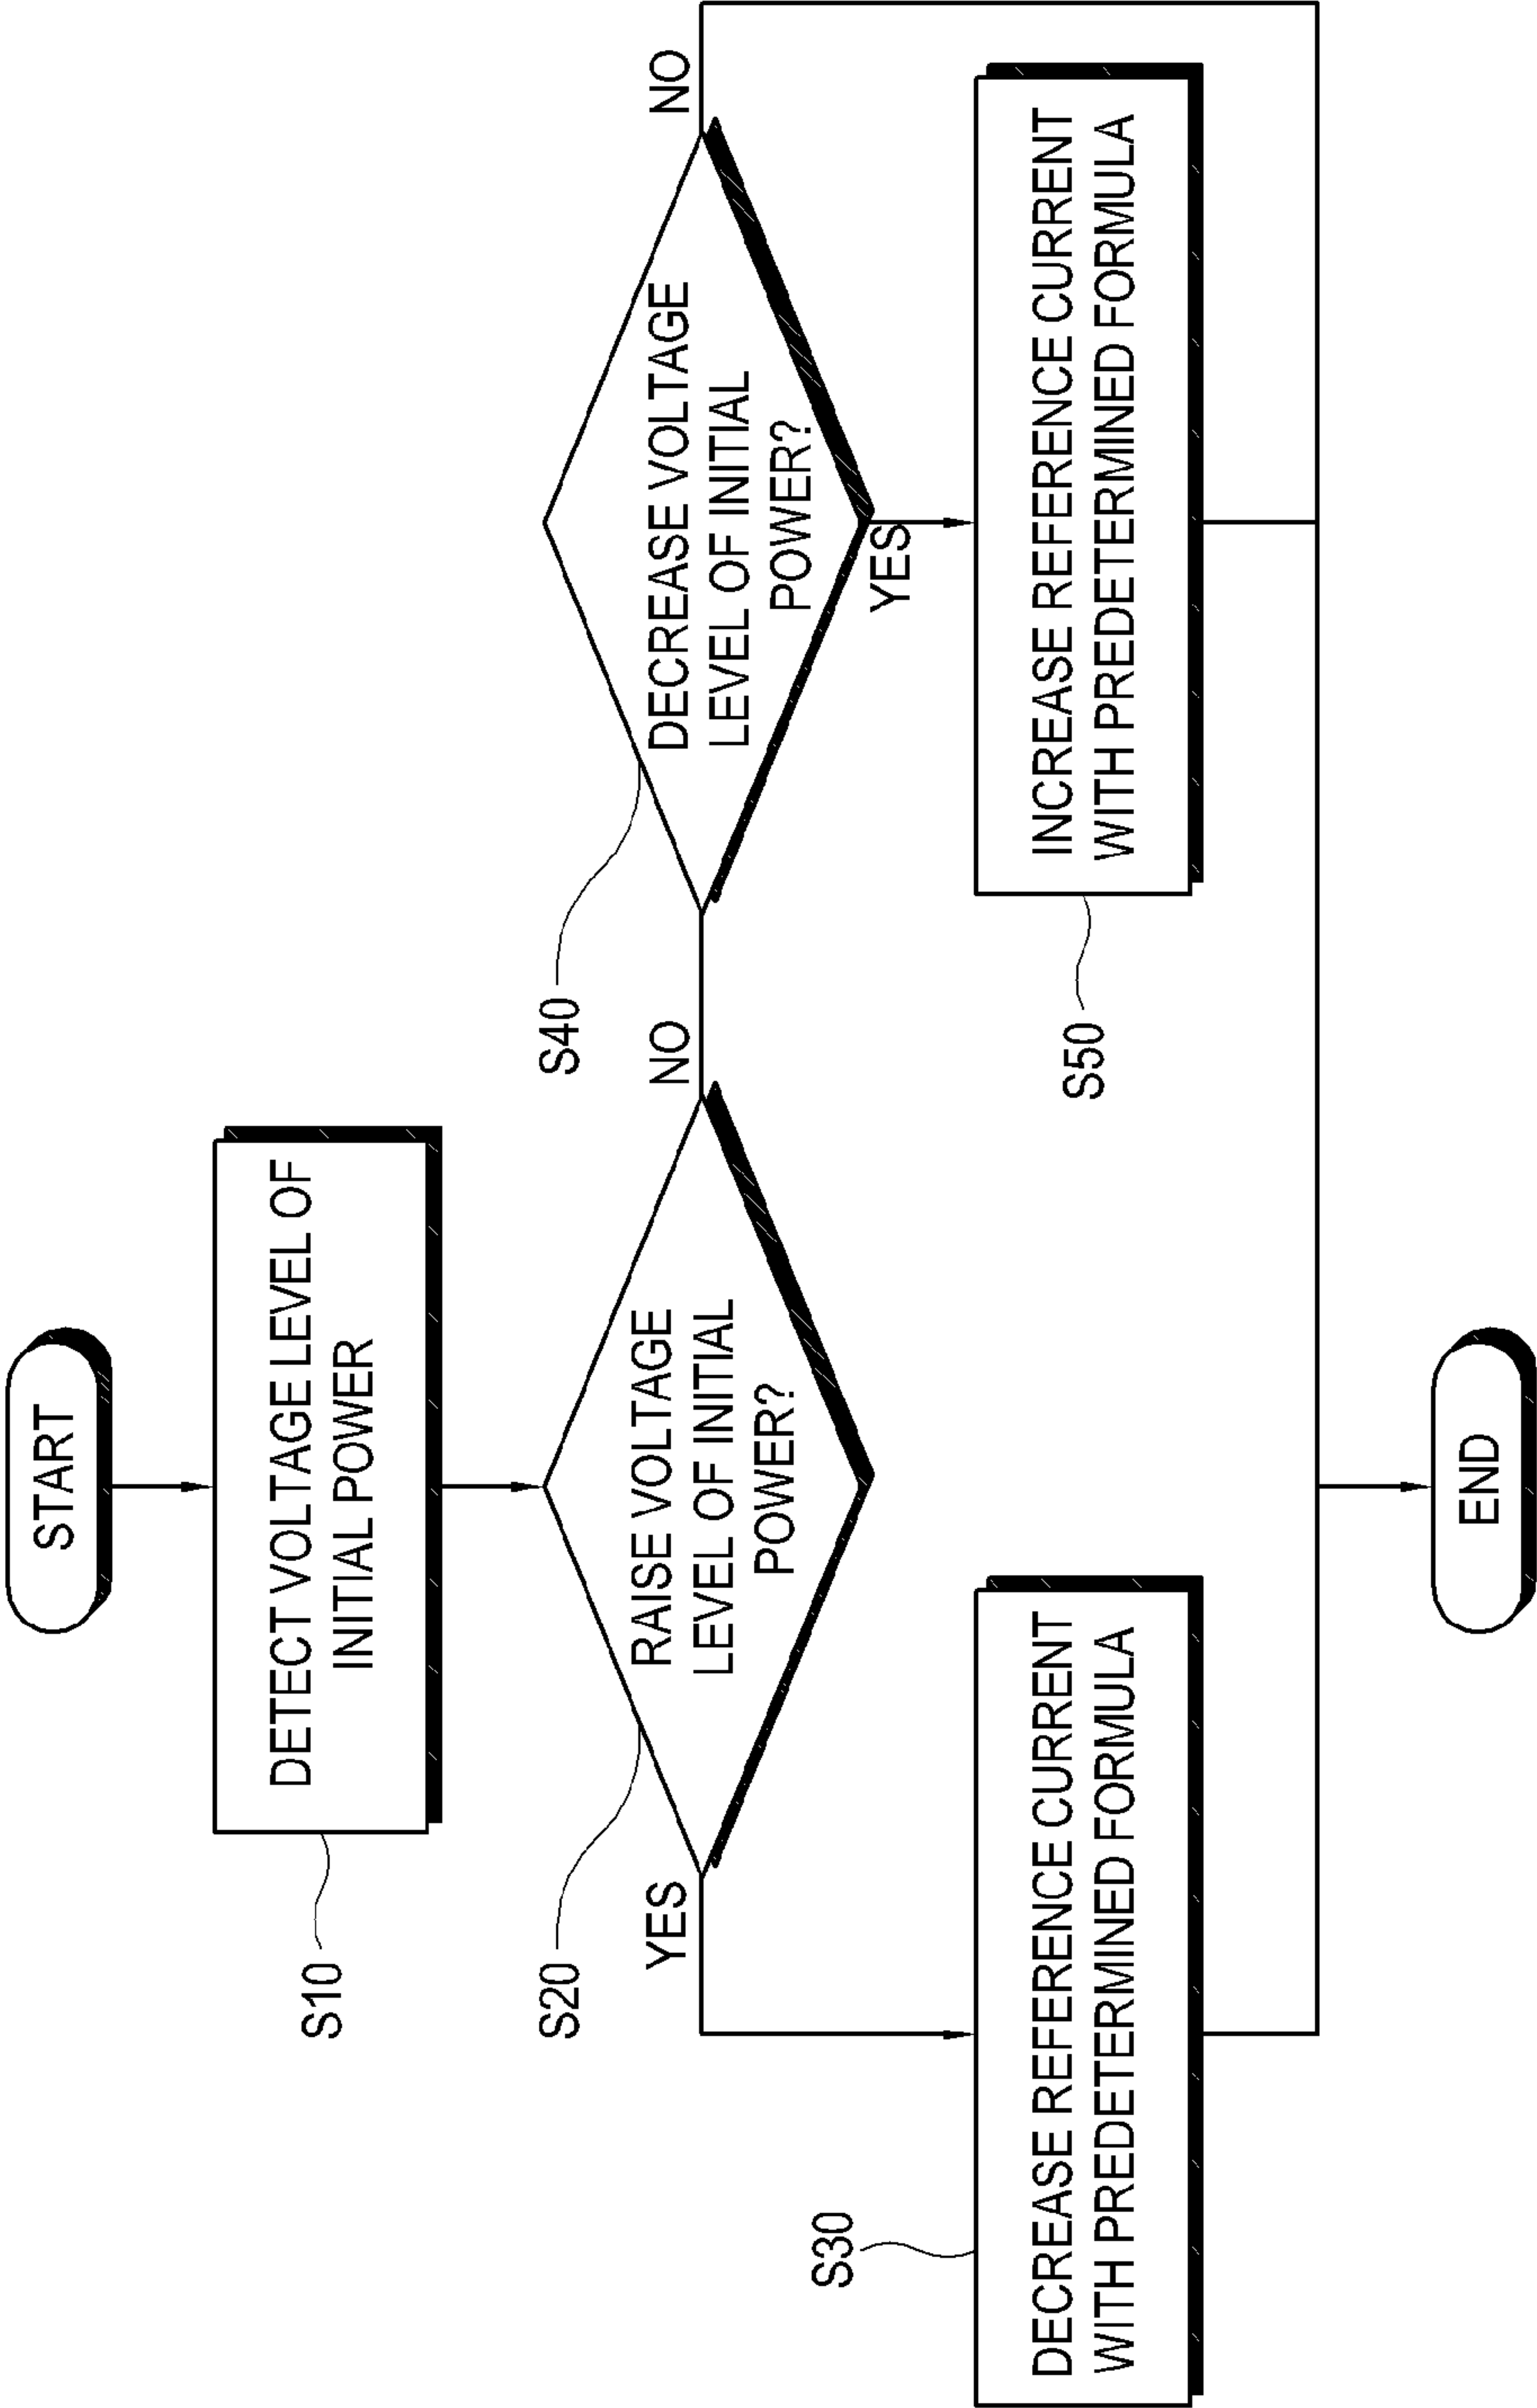 START
S10
DETECT VOLTAGE LEVEL OF
INITIAL POWER
S20
RAISE VOLTAGE
LEVEL OF INITIAL
POWER?
YES
NO
S40
DECREASE VOLTAGE
LEVEL OF INITIAL
POWER?
NO
YES
S30
DECREASE REFERENCE CURRENT
WITH PREDETERMINED FORMULA
S50
INCREASE REFERENCE CURRENT
WITH PREDETERMINED FORMULA
END